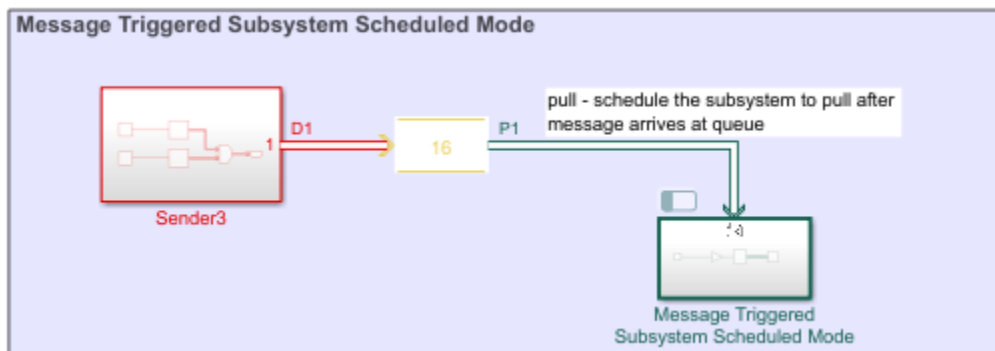 Message Triggered Subsystem Scheduled Mode
pull - schedule the subsystem to pull after
message arrives at queue
D1
P1
1
16
Sender3
Message Triggered
Subsystem Scheduled Mode